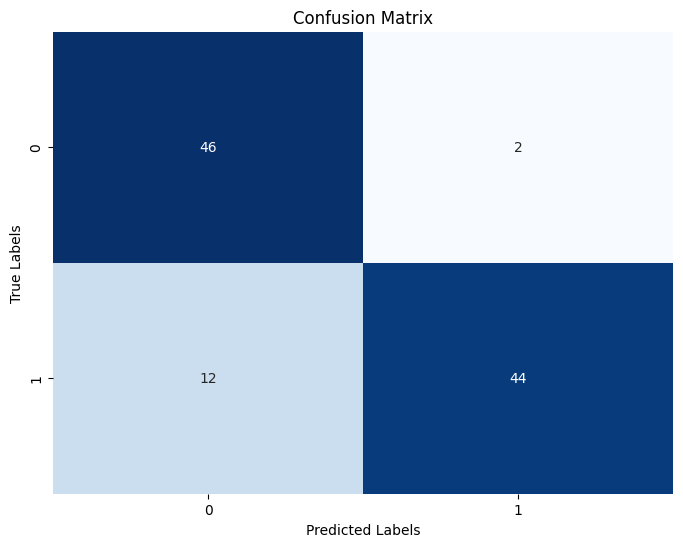 Confusion Matrix
True Labels
0
46
2
1
12
44
0
1
Predicted Labels